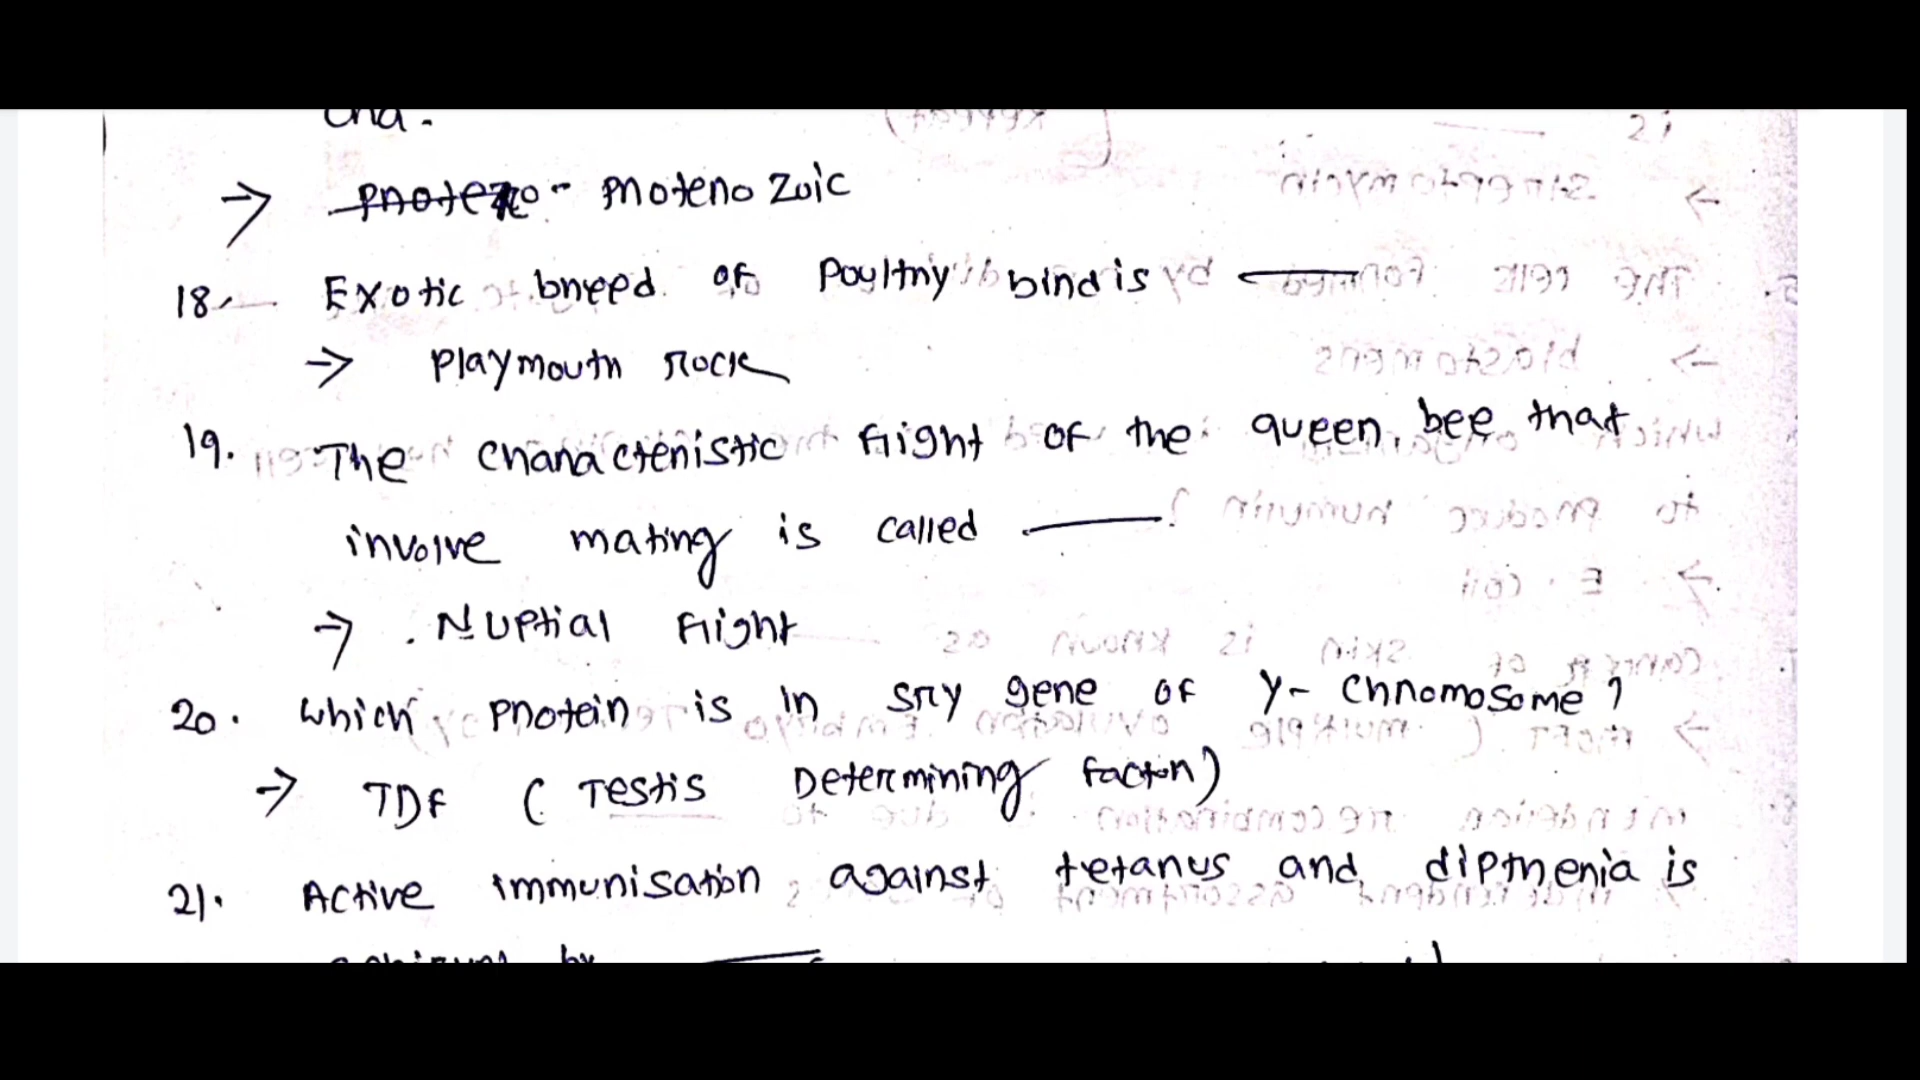 → Proterozoic
18. Exotic breed of Poultry bird is ———
→ Playmouth rock
19. The characteristic flight of the queen bee that
involve mating is called ———
→ . Nuptial flight
20. which protein is in sry gene of Y- chromosome ?
→ TDF ( Testis Determining factor)
21. Active immunisation against tetanus and diptheria is